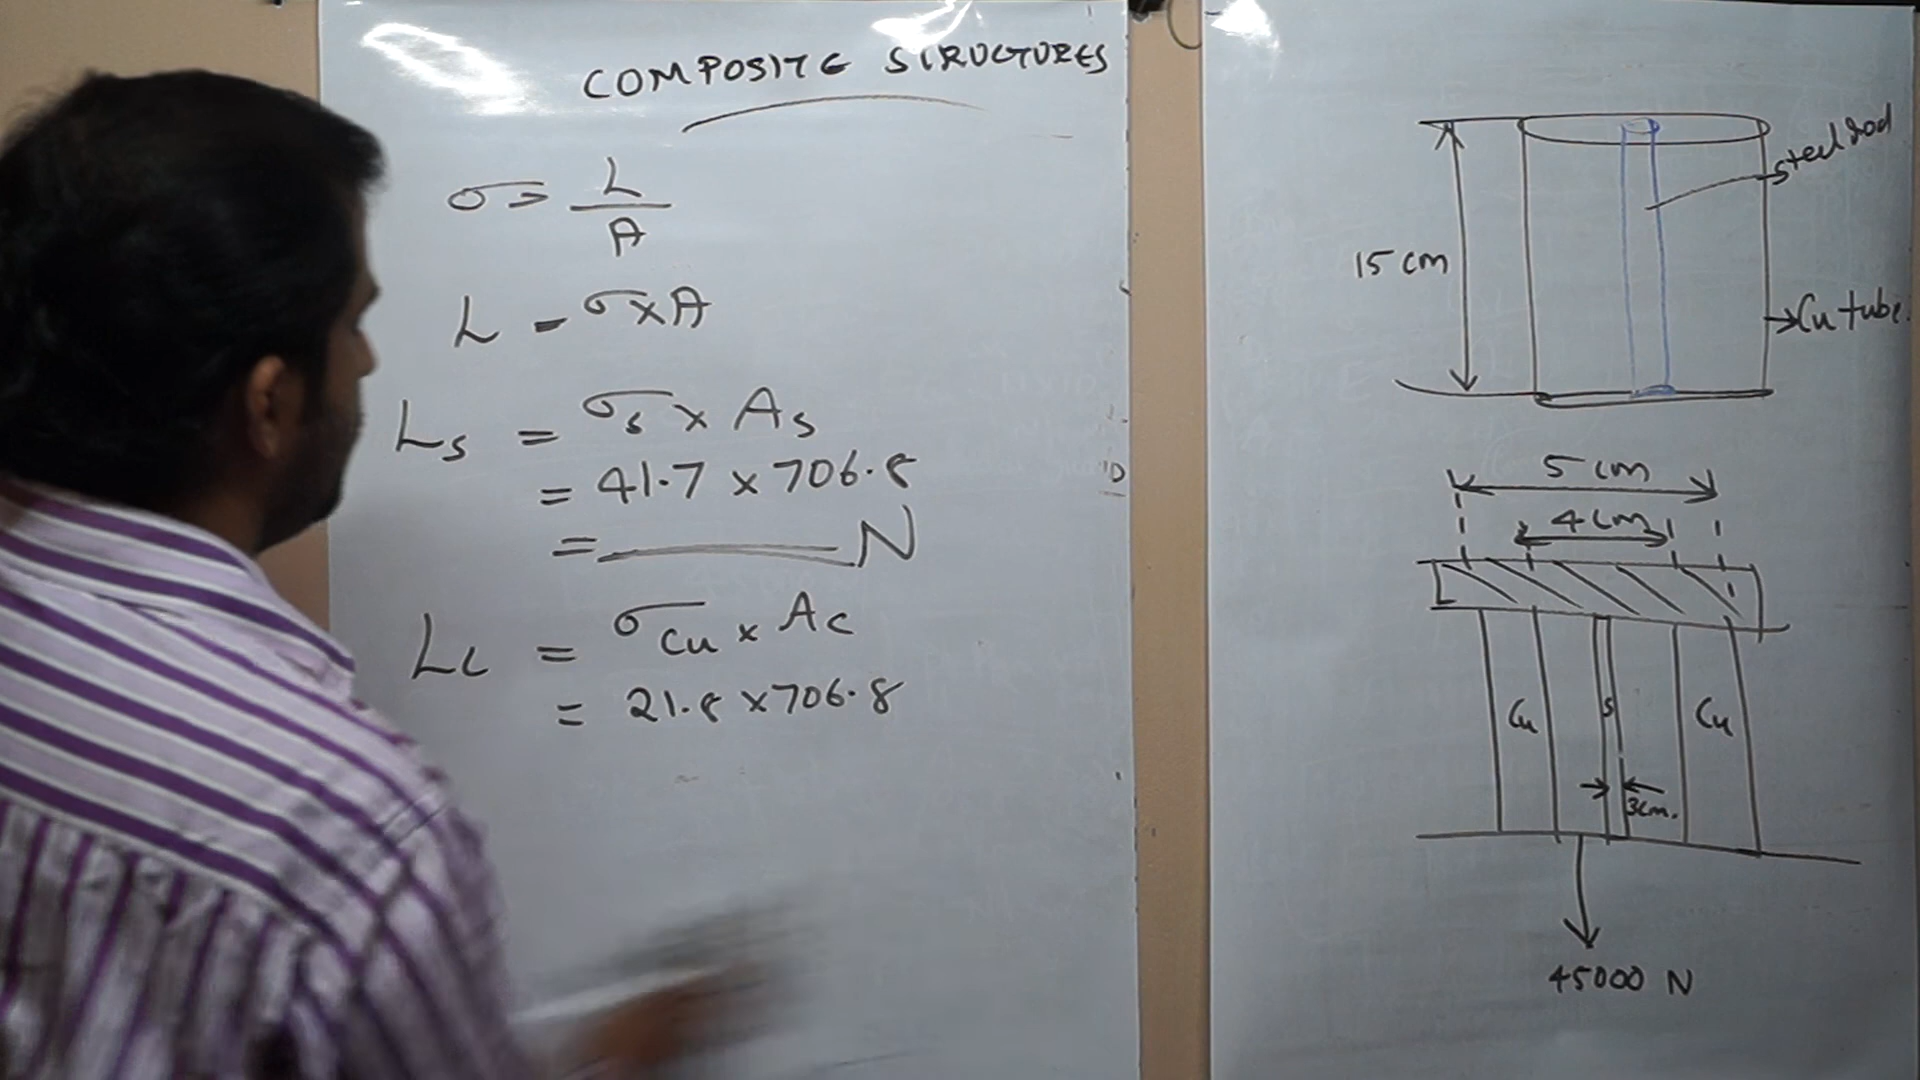 COMPOSITE STRUCTURES
σ = L
A
L = σ x A
Ls = σs x As
= 41.7 x 706.8
= N
Lc = σcu x Ac
= 21.8 x 706.8
Steel rod
15 cm
Cu tube.
5 cm
4 cm
Cu
S
Cu
3cm.
45000 N